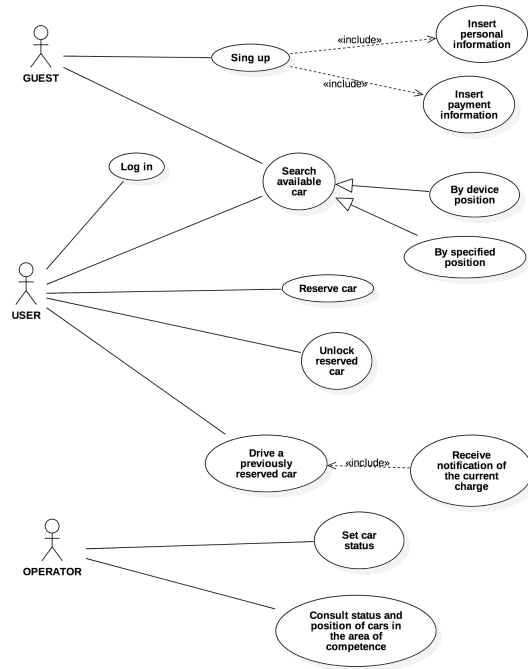 Insert
personal
information
«include»
Sing up
GUEST
«include»
Insert
payment
information
Log in
Search
available
car
By device
position
By specified
position
Reserve car
USER
Unlock
reserved
car
Drive a
previously
reserved car
«include»
Receive
notification of
the current
charge
Set car
status
OPERATOR
Consult status and
position of cars in
the area of
competence